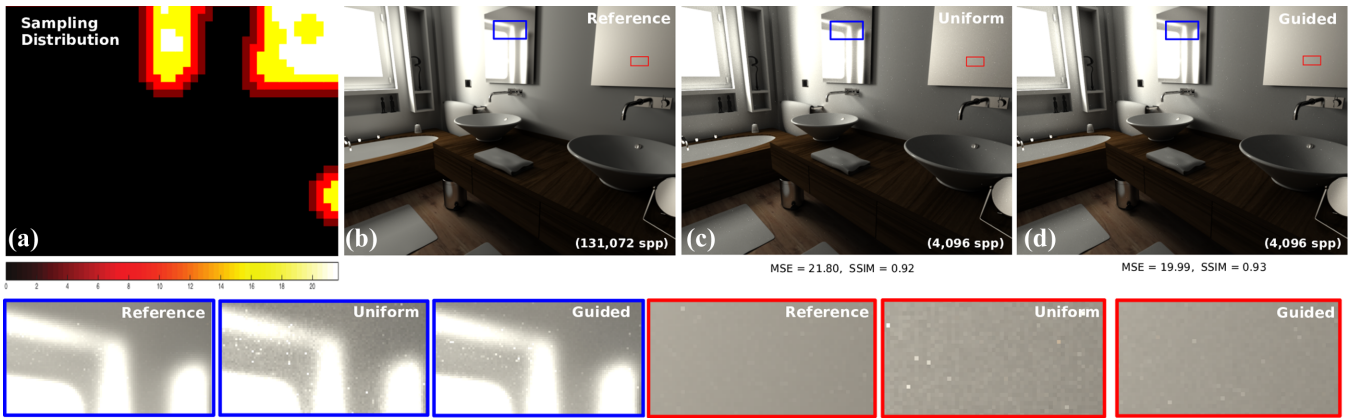 Sampling
Distribution
Reference
Uniform
Guided
(a)
(b)
(131,072 spp)
(c)
(4,096 spp)
(d)
(4,096 spp)
0 2 4 6 8 10 12 14 16 18 20
MSE = 21.80, SSIM = 0.92
MSE = 19.99, SSIM = 0.93
Reference
Uniform
Guided
Reference
Uniform
Guided